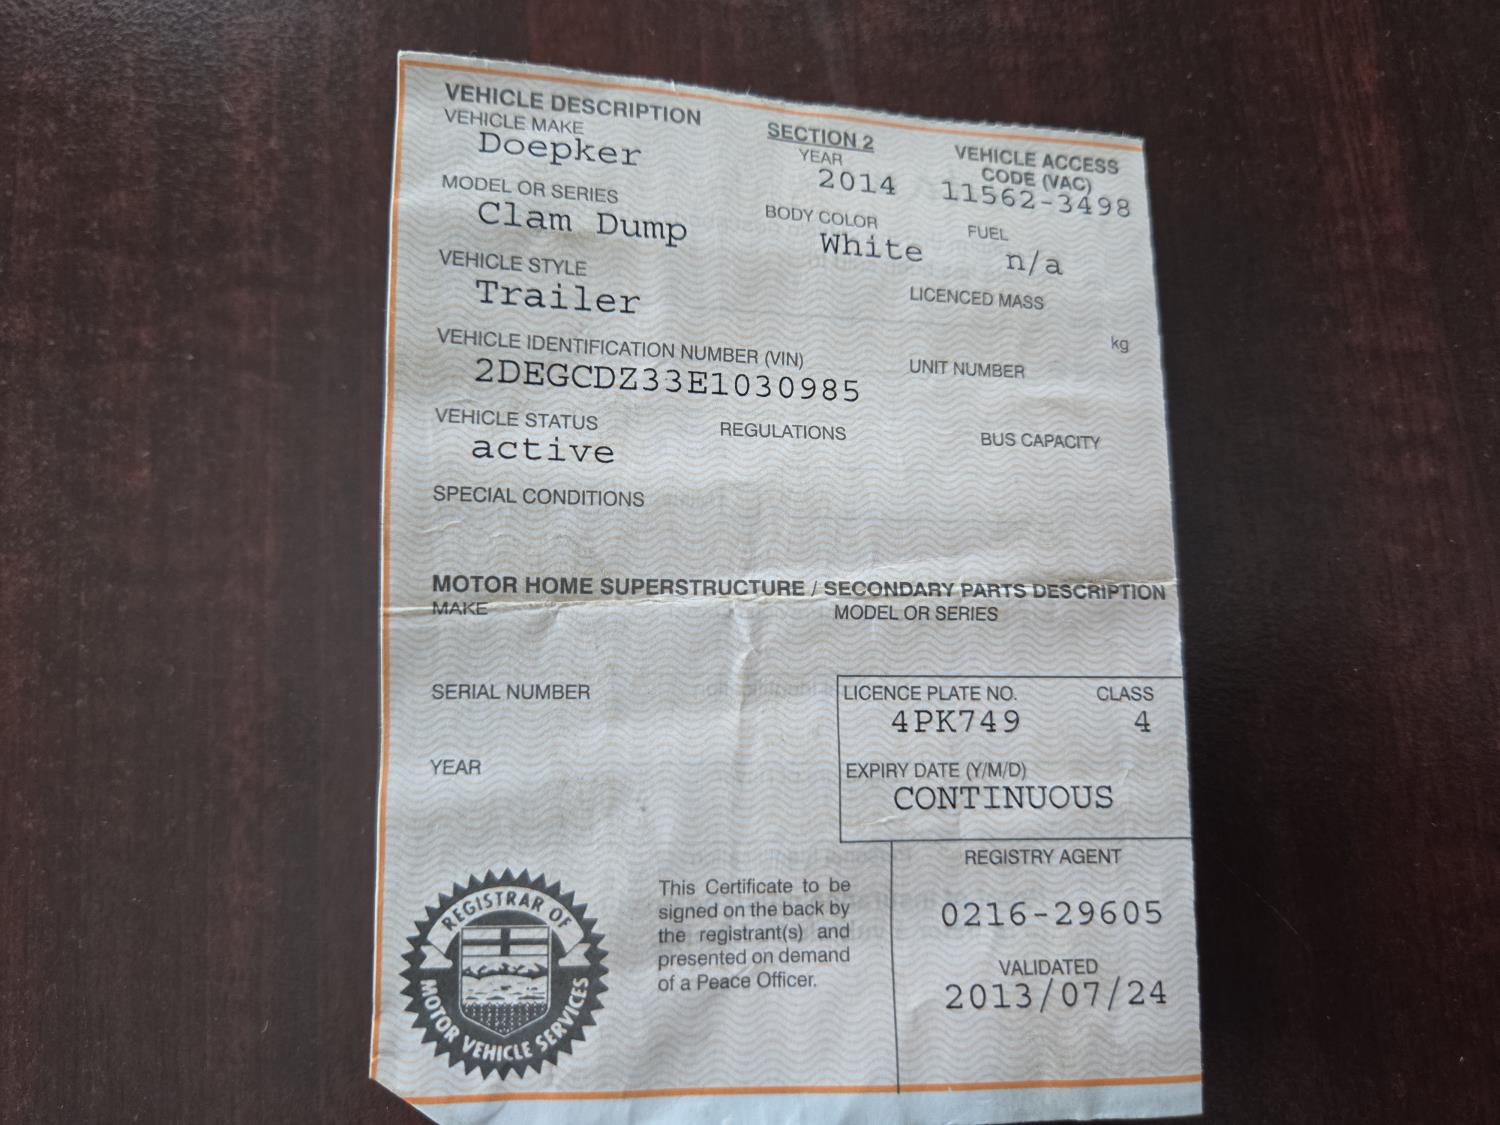 VEHICLE DESCRIPTION
SECTION 2
VEHICLE ACCESS
CODE (VAC)
VEHICLE MAKE
YEAR
Doepker
2014
11562-3498
MODEL OR SERIES
BODY COLOR
FUEL
Clam Dump
White
n/a
VEHICLE STYLE
LICENCED MASS
Trailer
kg
VEHICLE IDENTIFICATION NUMBER (VIN)
UNIT NUMBER
2DEGCDZ33E1030985
VEHICLE STATUS
REGULATIONS
BUS CAPACITY
active
SPECIAL CONDITIONS
MOTOR HOME SUPERSTRUCTURE / SECONDARY PARTS DESCRIPTION
MAKE
MODEL OR SERIES
SERIAL NUMBER
LICENCE PLATE NO.
CLASS
4PK749
4
YEAR
EXPIRY DATE (Y/M/D)
CONTINUOUS
REGISTRY AGENT
0216-29605
VALIDATED
2013/07/24
This Certificate to be
signed on the back by
the registrant(s) and
presented on demand
of a Peace Officer.
REGISTRAR OF
MOTOR VEHICLE SERVICES